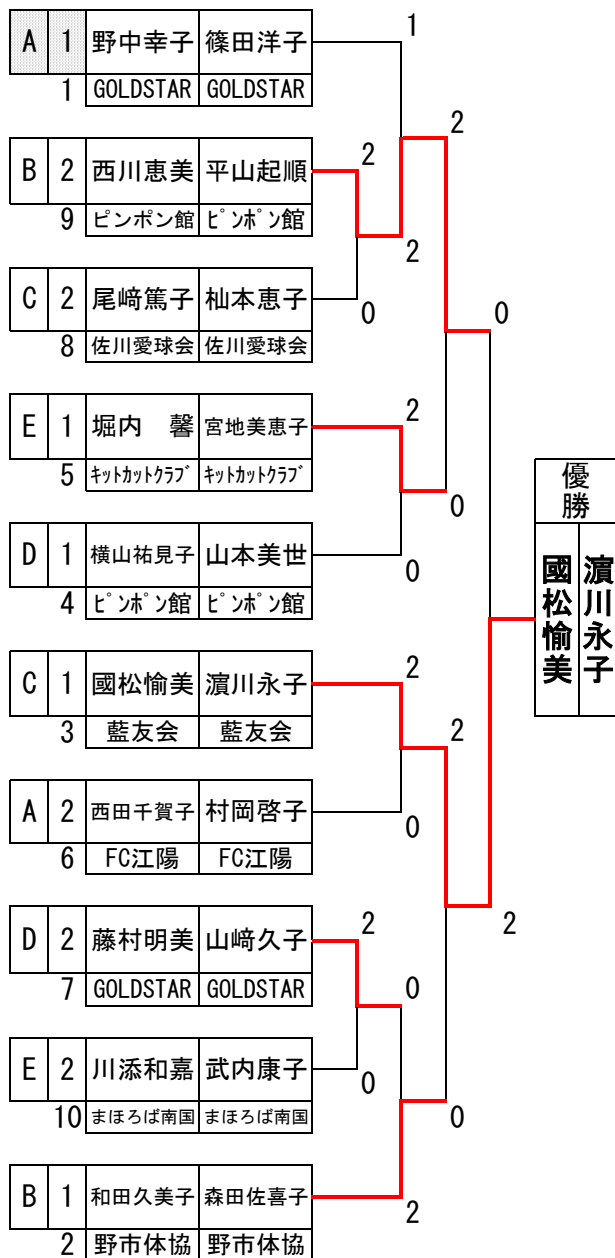 A 1 野中幸子 篠田洋子
1 GOLDSTAR GOLDSTAR
1
2
B 2 西川恵美 平山起順
9 ピンポン館 ﾋﾟﾝﾎﾟﾝ館
2
2
C 2 尾﨑篤子 杣本恵子
8 佐川愛球会 佐川愛球会
0
0
E 1 堀内　馨 宮地美恵子
5 ｷｯﾄｶｯﾄｸﾗﾌﾞ ｷｯﾄｶｯﾄｸﾗﾌﾞ
2
0
D 1 横山祐見子 山本美世
4 ﾋﾟﾝﾎﾟﾝ館 ﾋﾟﾝﾎﾟﾝ館
0
優勝
國松愉美 濵川永子
C 1 國松愉美 濵川永子
3 藍友会 藍友会
2
2
A 2 西田千賀子 村岡啓子
6 FC江陽 FC江陽
0
D 2 藤村明美 山﨑久子
7 GOLDSTAR GOLDSTAR
2
2
0
E 2 川添和嘉 武内康子
10 まほろば南国 まほろば南国
0
0
B 1 和田久美子 森田佐喜子
2 野市体協 野市体協
2